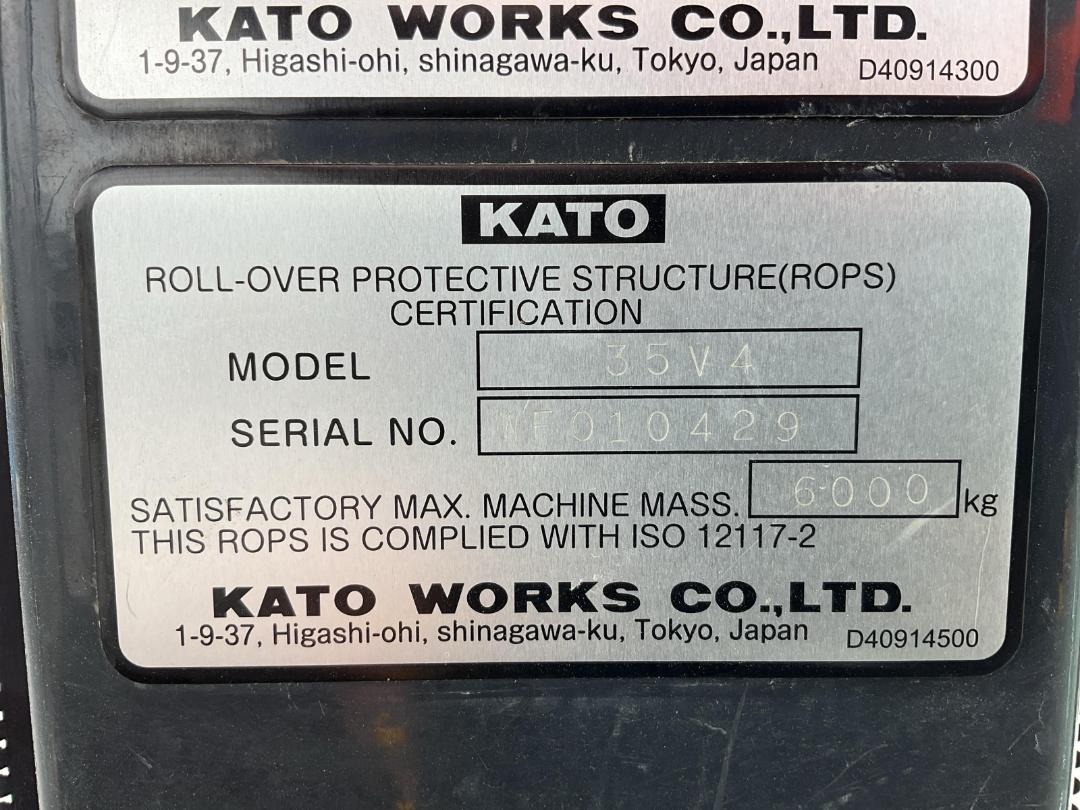 KATO WORKS CO.,LTD.
1-9-37, Higashi-ohi, shinagawa-ku, Tokyo, Japan D40914300
KATO
ROLL-OVER PROTECTIVE STRUCTURE(ROPS)
CERTIFICATION
MODEL 35V4
SERIAL NO. WF010429
SATISFACTORY MAX. MACHINE MASS. 6000 kg
THIS ROPS IS COMPLIED WITH ISO 12117-2
KATO WORKS CO.,LTD.
1-9-37, Higashi-ohi, shinagawa-ku, Tokyo, Japan D40914500